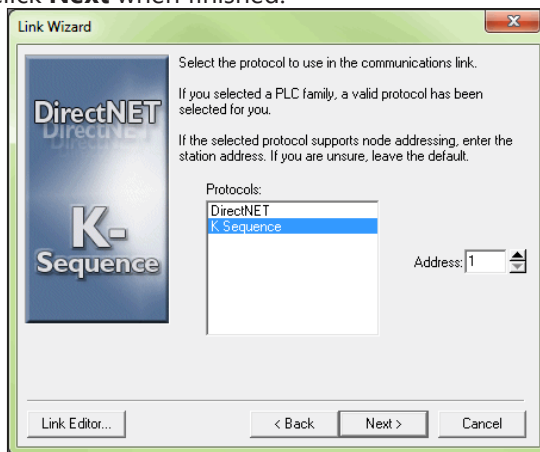 click Next when finished.
Link Wizard
Select the protocol to use in the communications link.
If you selected a PLC family, a valid protocol has been
selected for you.
If the selected protocol supports node addressing, enter the
station address. If you are unsure, leave the default.
DirectNET
DirectNET
K-
Sequence
Protocols:
DirectNET
K Sequence
Address: 1
Link Editor...
< Back
Next >
Cancel